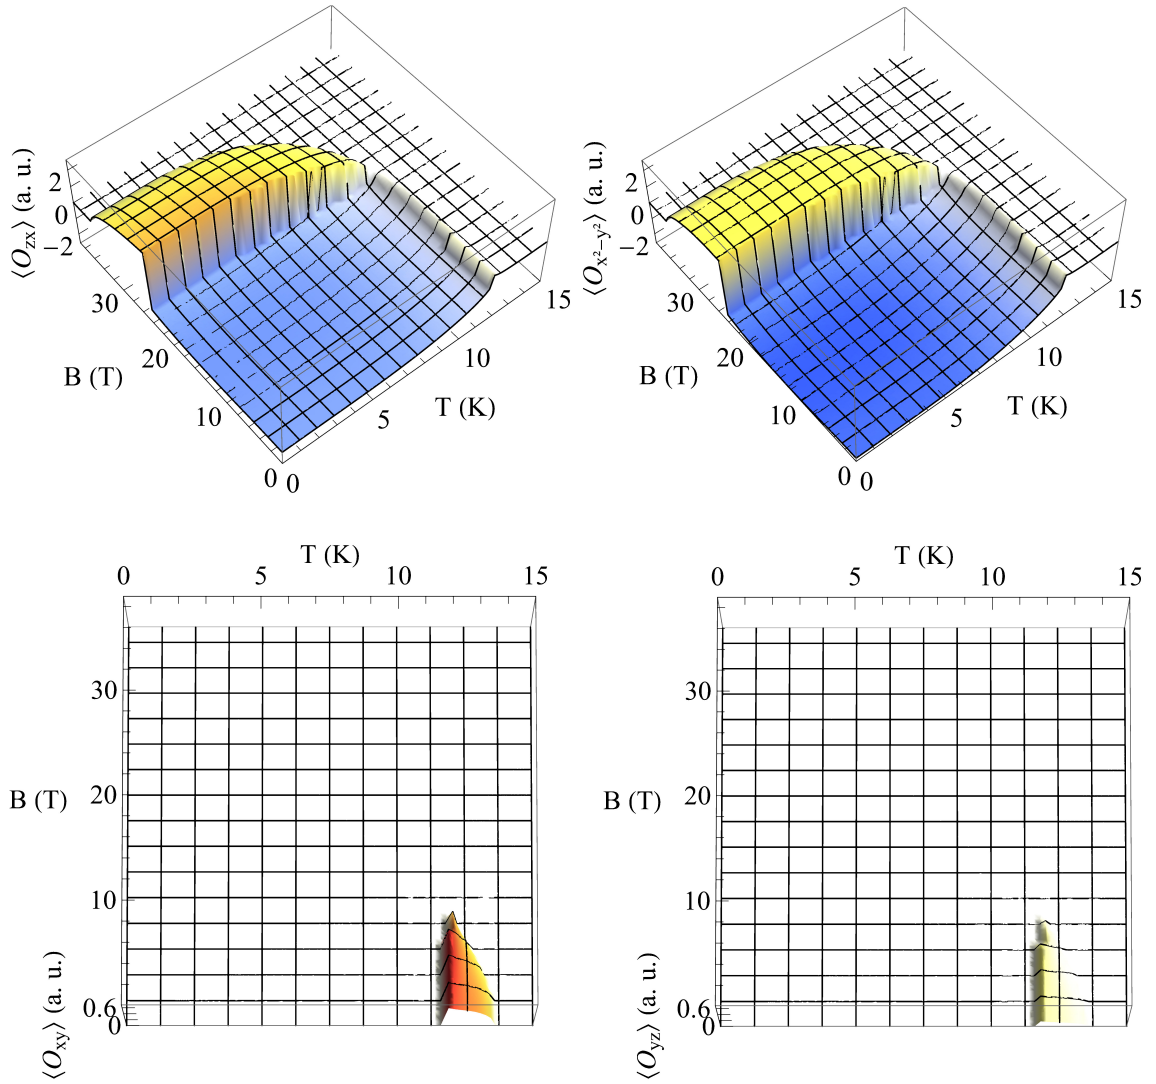 ⟨O_zx⟩ (a. u.)
2
0
−2
30
20
10
0
B (T)
0
5
10
15
T (K)
⟨O_x²−y²⟩ (a. u.)
2
0
−2
30
20
10
0
B (T)
0
5
10
15
T (K)
T (K)
0 5 10 15
30
B (T) 20
10
0.6
0
⟨O_xy⟩ (a. u.)
T (K)
0 5 10 15
30
B (T) 20
10
0.6
0
⟨O_yz⟩ (a. u.)